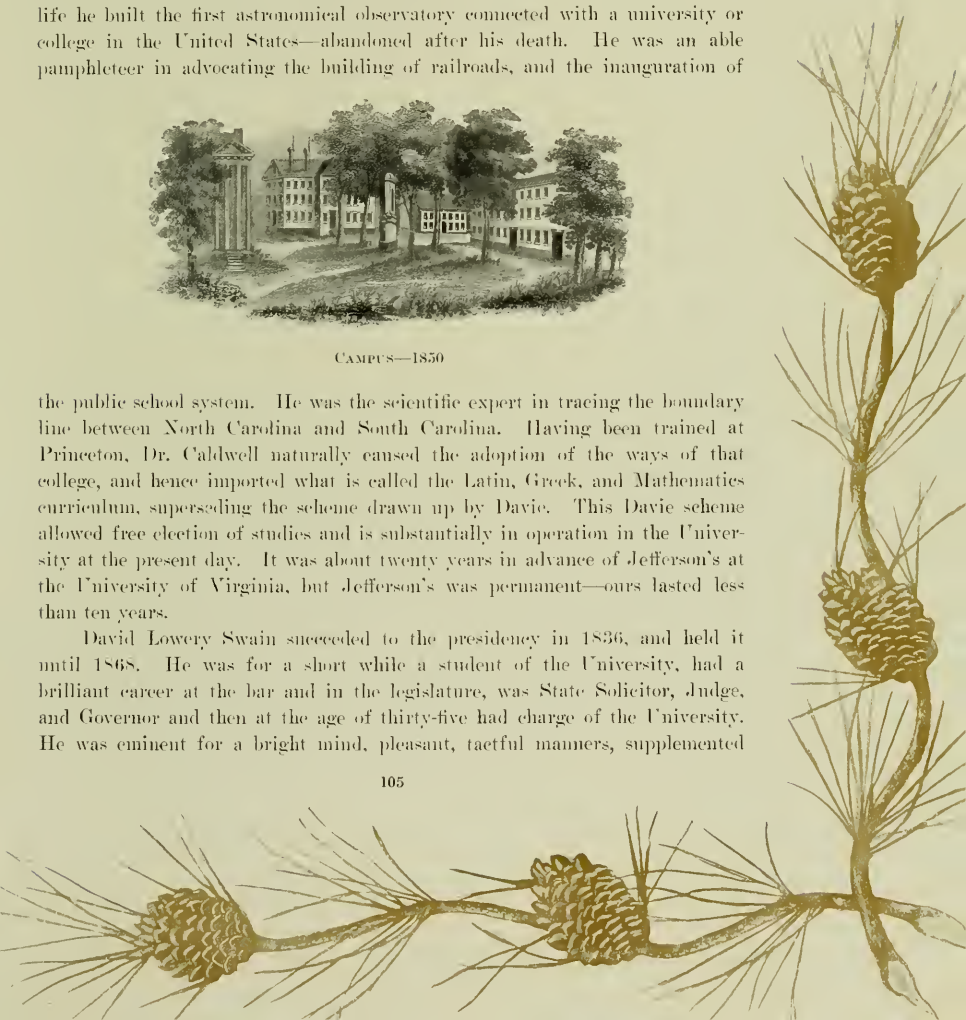 life he built the first astronomical observatory connected with a university or
college in the United States—abandoned after his death. He was an able
pamphleteer in advocating the building of railroads, and the inauguration of
CAMPUS—1850
the public school system. He was the scientific expert in tracing the boundary
line between North Carolina and South Carolina. Having been trained at
Princeton, Dr. Caldwell naturally caused the adoption of the ways of that
college, and hence imported what is called the Latin, Greek, and Mathematics
curriculum, superseding the scheme drawn up by Davie. This Davie scheme
allowed free election of studies and is substantially in operation in the Univer-
sity at the present day. It was about twenty years in advance of Jefferson's at
the University of Virginia, but Jefferson's was permanent—ours lasted less
than ten years.
David Lowery Swain succeeded to the presidency in 1836, and held it
until 1868. He was for a short while a student of the University, had a
brilliant career at the bar and in the legislature, was State Solicitor, Judge,
and Governor and then at the age of thirty-five had charge of the University.
He was eminent for a bright mind, pleasant, tactful manners, supplemented
105